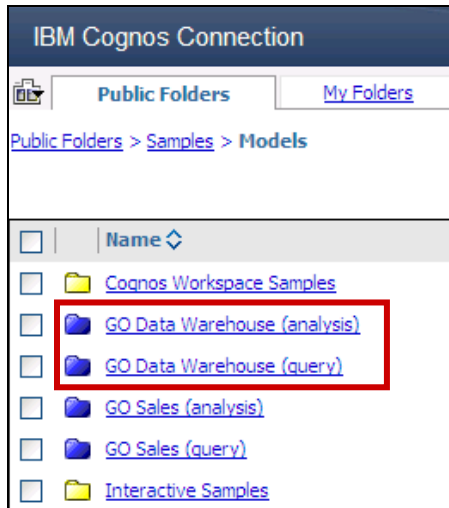 IBM Cognos Connection
Public Folders My Folders
Public Folders > Samples > Models
Name
Cognos Workspace Samples
GO Data Warehouse (analysis)
GO Data Warehouse (query)
GO Sales (analysis)
GO Sales (query)
Interactive Samples